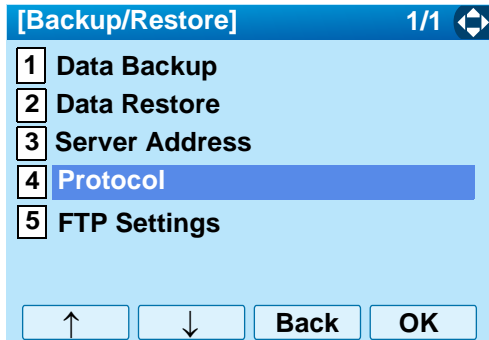 [Backup/Restore] 1/1
1 Data Backup
2 Data Restore
3 Server Address
4 Protocol
5 FTP Settings
↑ ↓ Back OK